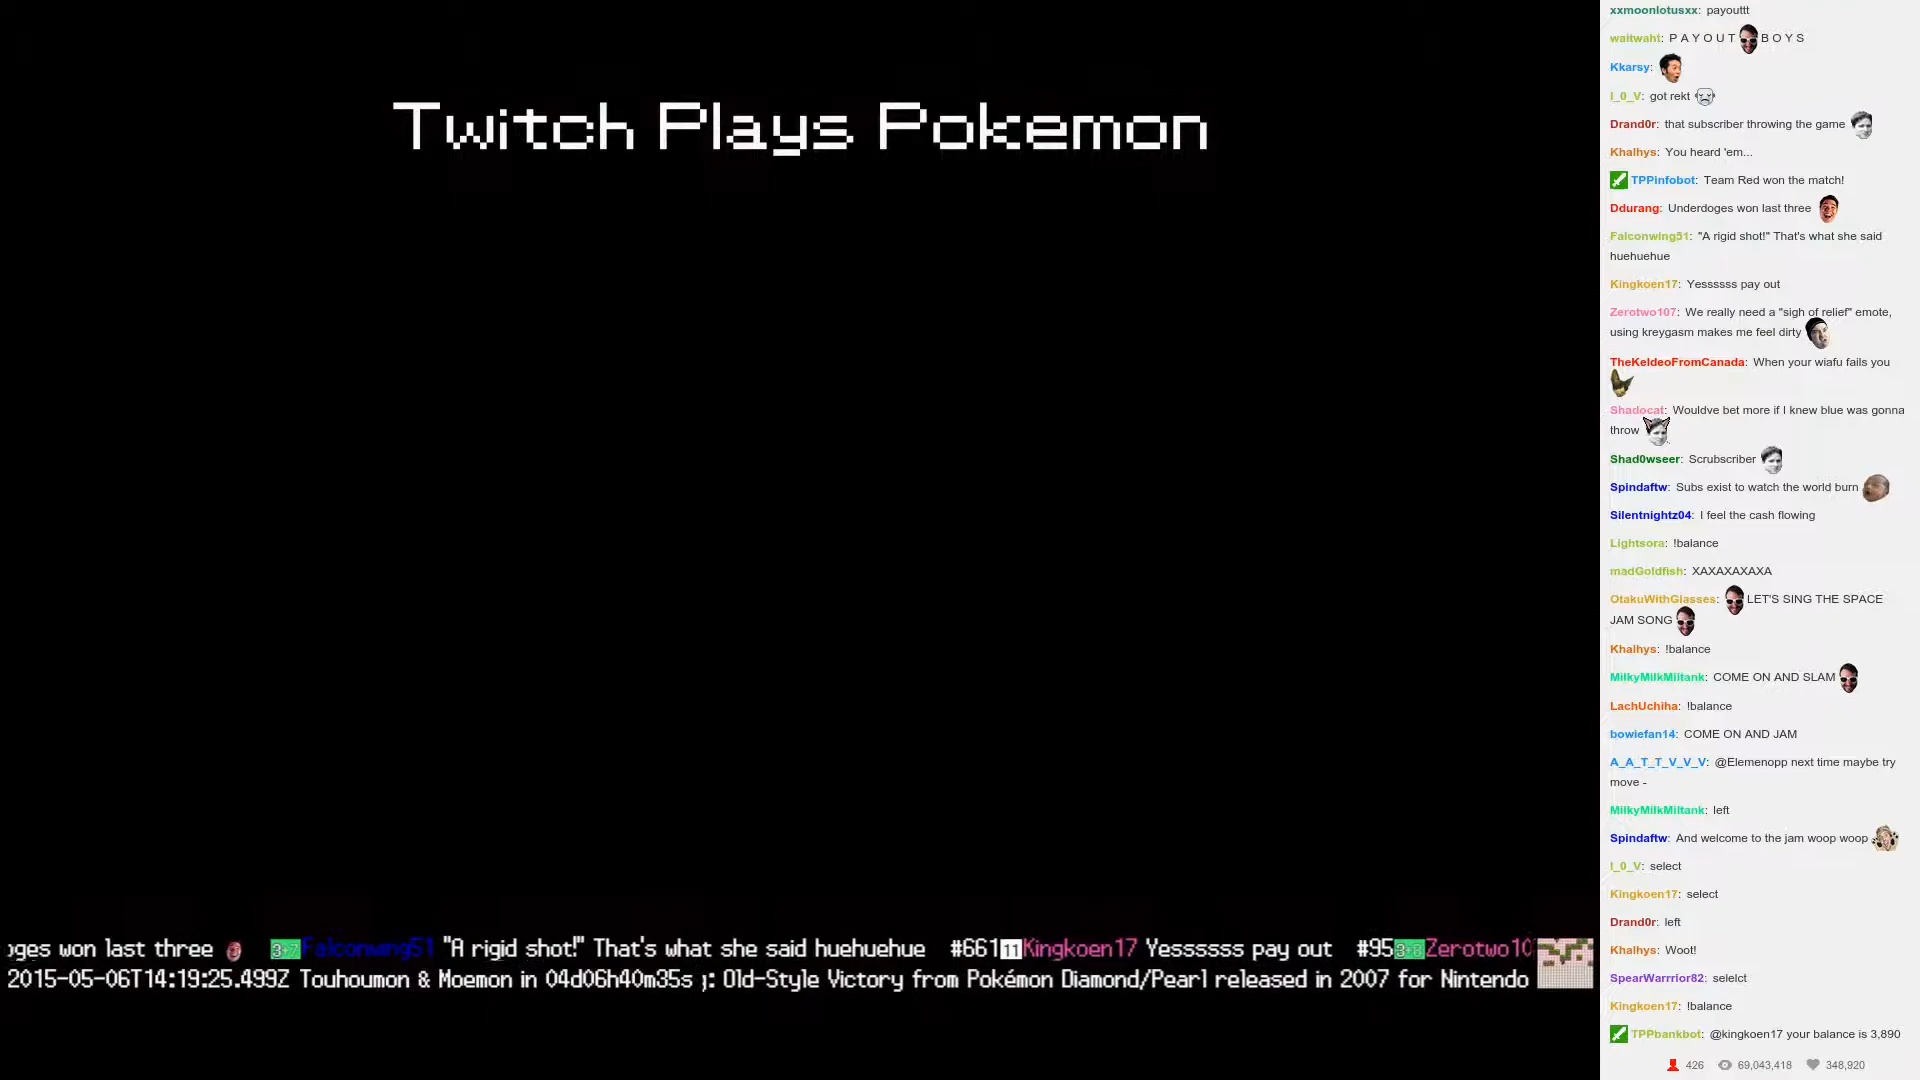 Twitch Plays Pokemon
ges won last three 3+7 Falconwing51 "A rigid shot!" That's what she said huehuehue #661 11 Kingkoen17 Yessssss pay out #95 3+8 Zerotwo10
2015-05-06T14:19:25.499Z Touhoumon & Moemon in 04d06h40m35s ♪: Old-Style Victory from Pokémon Diamond/Pearl released in 2007 for Nintendo
xxmoonlotusxx: payouttt
waitwaht: P A Y O U T B O Y S
Kkarsy:
I_0_V: got rekt
Drand0r: that subscriber throwing the game
Khalhys: You heard 'em...
TPPinfobot: Team Red won the match!
Ddurang: Underdoges won last three
Falconwing51: "A rigid shot!" That's what she said
huehuehue
Kingkoen17: Yessssss pay out
Zerotwo107: We really need a "sigh of relief" emote,
using kreygasm makes me feel dirty
TheKeldeoFromCanada: When your wiafu fails you
Shadocat: Wouldve bet more if I knew blue was gonna
throw
Shad0wseer: Scrubscriber
Spindaftw: Subs exist to watch the world burn
Silentnightz04: I feel the cash flowing
Lightsora: !balance
madGoldfish: XAXAXAXAXA
OtakuWithGlasses: LET'S SING THE SPACE
JAM SONG
Khalhys: !balance
MilkyMilkMiltank: COME ON AND SLAM
LachUchiha: !balance
bowiefan14: COME ON AND JAM
A_A_T_T_V_V_V: @Elemenopp next time maybe try
move -
MilkyMilkMiltank: left
Spindaftw: And welcome to the jam woop woop
I_0_V: select
Kingkoen17: select
Drand0r: left
Khalhys: Woot!
SpearWarrrior82: selelct
Kingkoen17: !balance
TPPbankbot: @kingkoen17 your balance is 3,890
426 69,043,418 348,920